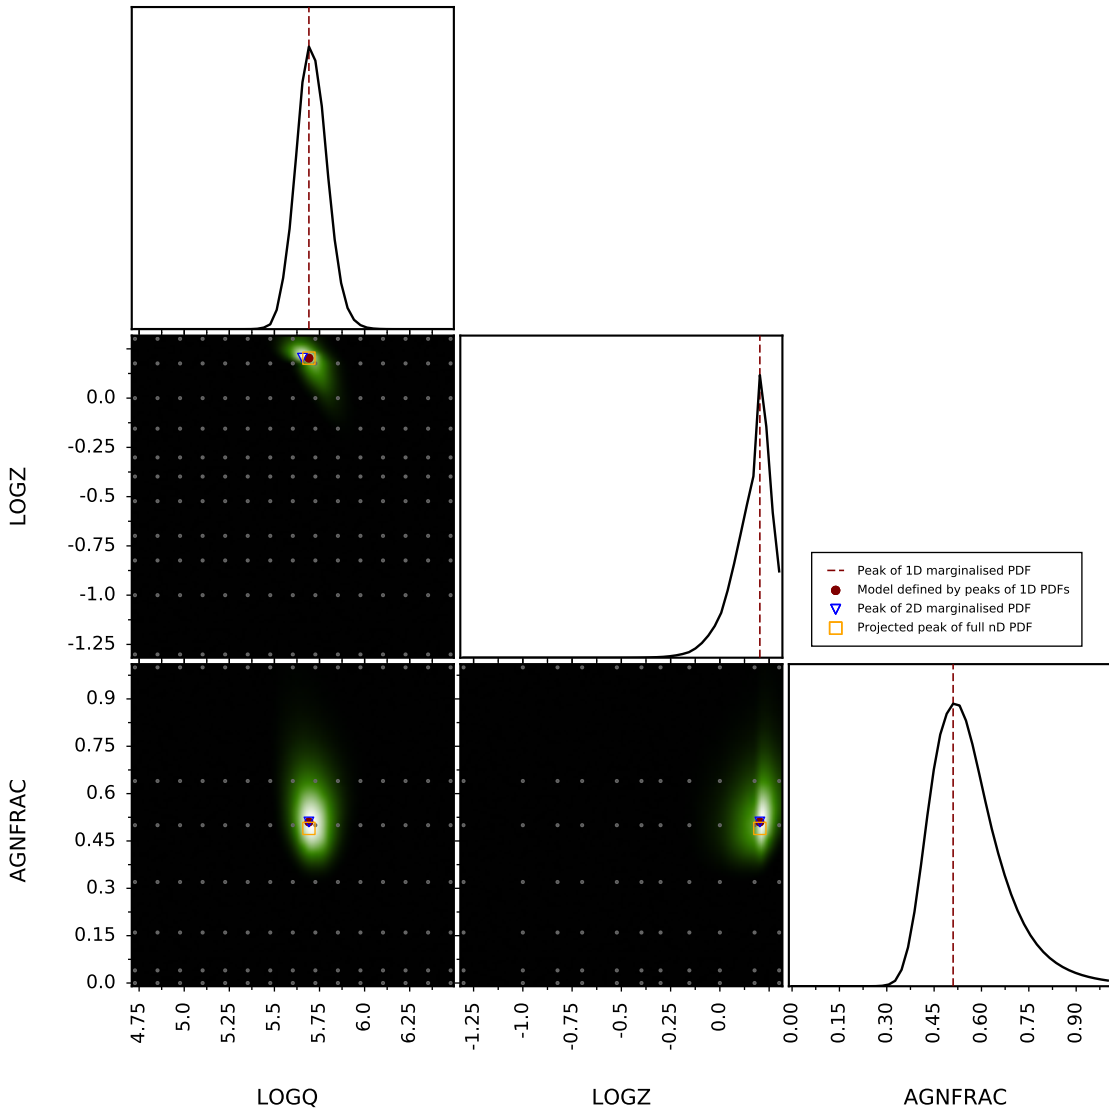 LOGZ
0.0
-0.25
-0.5
-0.75
-1.0
-1.25
Peak of 1D marginalised PDF
Model defined by peaks of 1D PDFs
Peak of 2D marginalised PDF
Projected peak of full nD PDF
AGNFRAC
0.9
0.75
0.6
0.45
0.3
0.15
0.0
4.75 5.0 5.25 5.5 5.75 6.0 6.25
-1.25 -1.0 -0.75 -0.5 -0.25 0.0
0.00 0.15 0.30 0.45 0.60 0.75 0.90
LOGQ LOGZ AGNFRAC